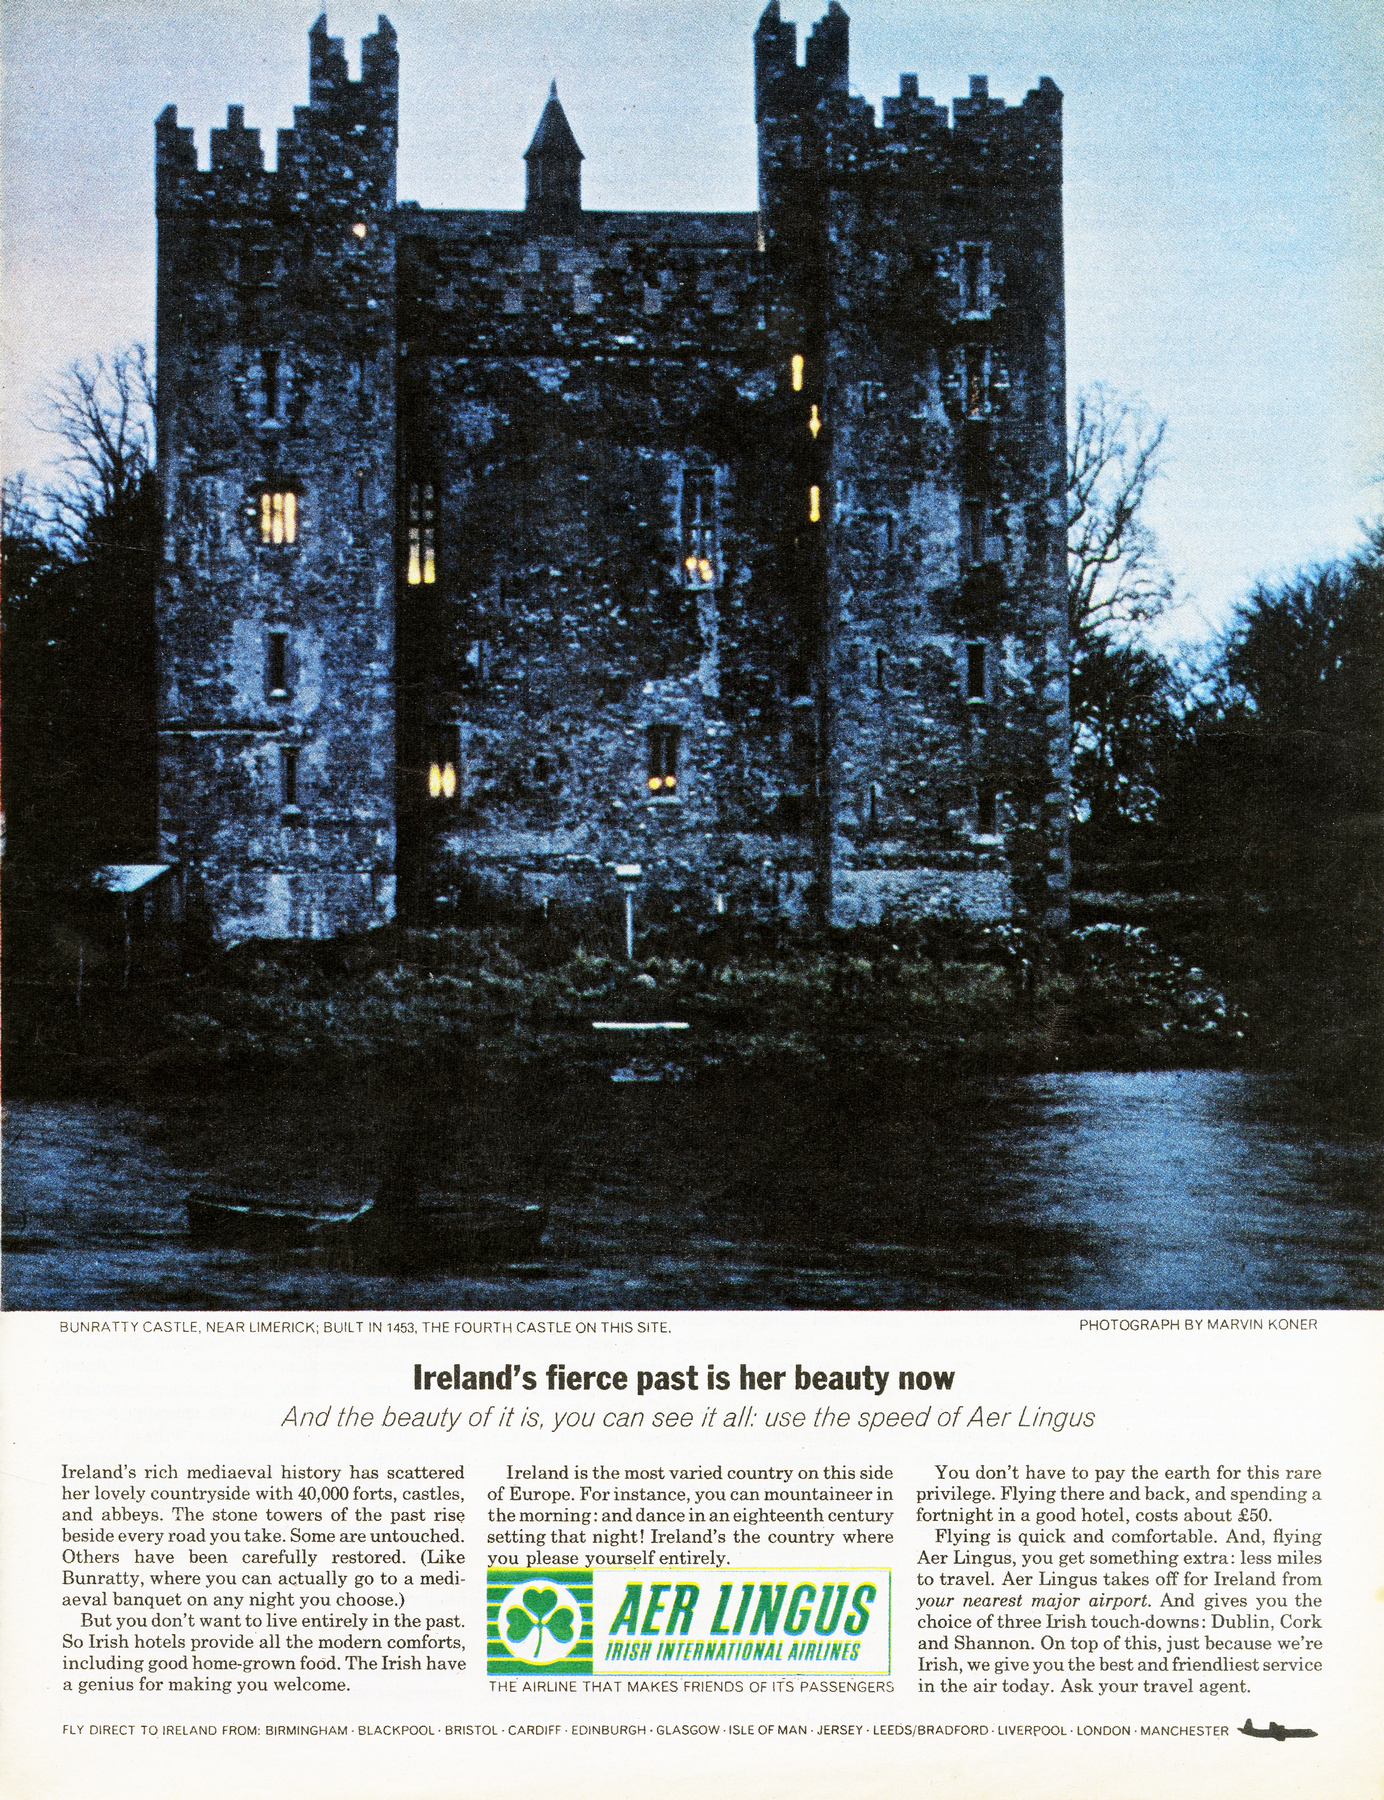 BUNRATTY CASTLE, NEAR LIMERICK; BUILT IN 1453, THE FOURTH CASTLE ON THIS SITE.
PHOTOGRAPH BY MARVIN KONER
Ireland's fierce past is her beauty now
And the beauty of it is, you can see it all: use the speed of Aer Lingus
Ireland's rich mediaeval history has scattered
her lovely countryside with 40,000 forts, castles,
and abbeys. The stone towers of the past rise
beside every road you take. Some are untouched.
Others have been carefully restored. (Like
Bunratty, where you can actually go to a medi-
aeval banquet on any night you choose.)
But you don't want to live entirely in the past.
So Irish hotels provide all the modern comforts,
including good home-grown food. The Irish have
a genius for making you welcome.
Ireland is the most varied country on this side
of Europe. For instance, you can mountaineer in
the morning: and dance in an eighteenth century
setting that night! Ireland's the country where
you please yourself entirely.
AER LINGUS
IRISH INTERNATIONAL AIRLINES
THE AIRLINE THAT MAKES FRIENDS OF ITS PASSENGERS
You don't have to pay the earth for this rare
privilege. Flying there and back, and spending a
fortnight in a good hotel, costs about £50.
Flying is quick and comfortable. And, flying
Aer Lingus, you get something extra: less miles
to travel. Aer Lingus takes off for Ireland from
your nearest major airport. And gives you the
choice of three Irish touch-downs: Dublin, Cork
and Shannon. On top of this, just because we're
Irish, we give you the best and friendliest service
in the air today. Ask your travel agent.
FLY DIRECT TO IRELAND FROM: BIRMINGHAM · BLACKPOOL · BRISTOL · CARDIFF · EDINBURGH · GLASGOW · ISLE OF MAN · JERSEY · LEEDS/BRADFORD · LIVERPOOL · LONDON · MANCHESTER